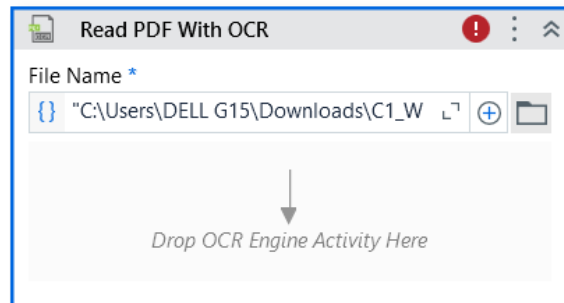 Read PDF With OCR
File Name *
{} "C:\Users\DELL G15\Downloads\C1_W
Drop OCR Engine Activity Here